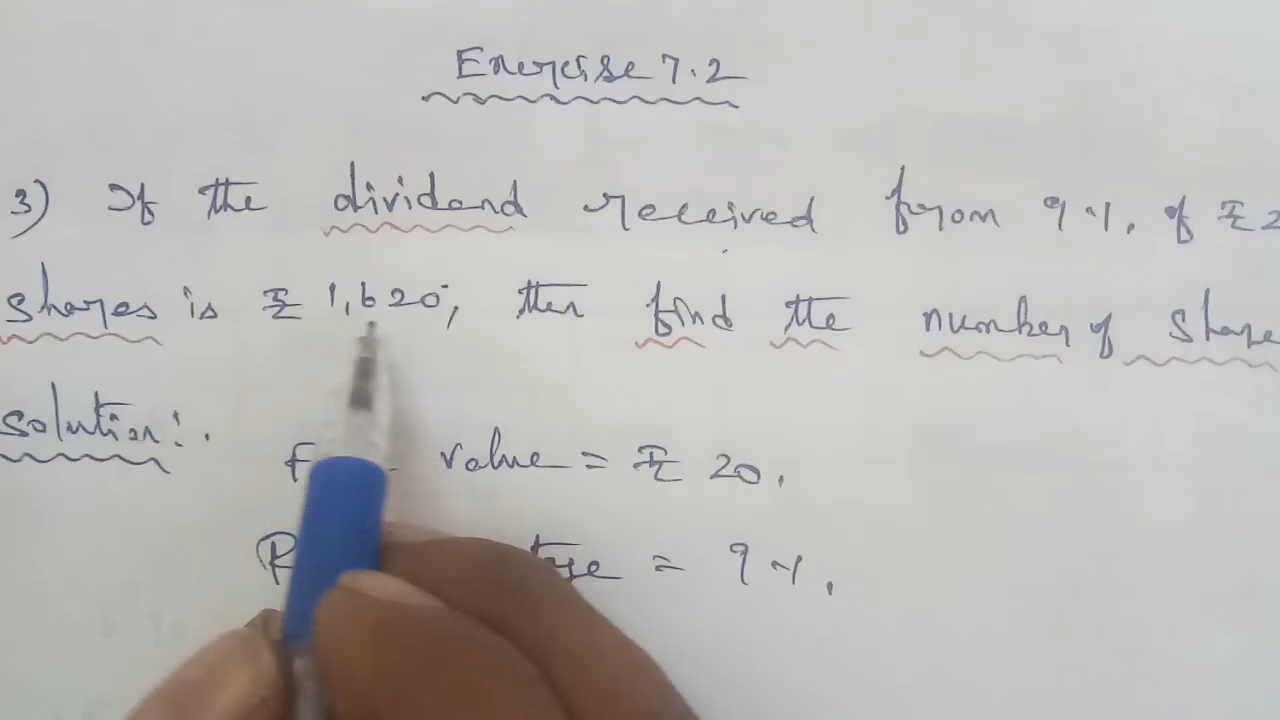 Exercise 7.2
3) If the dividend received from 9%. of ₹ 2
shares is ₹ 1,620, then find the number of share
solution:.
value = ₹ 20.
= 9%.